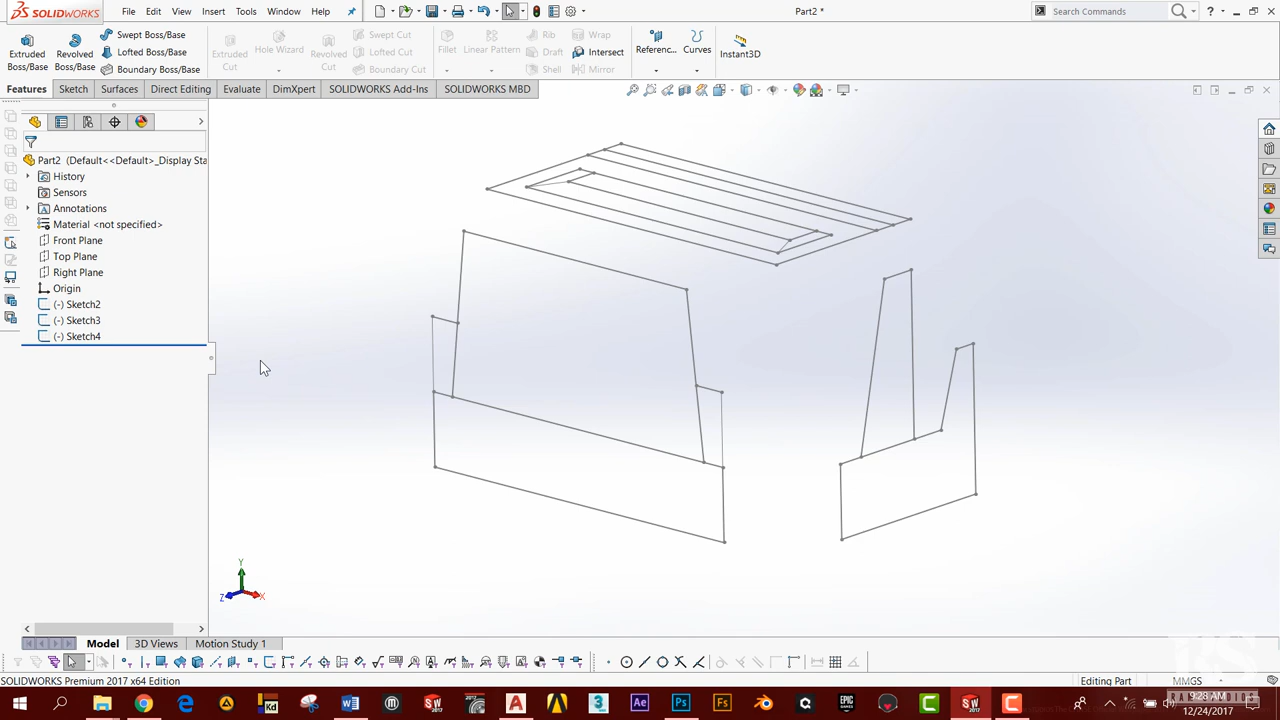 SOLIDWORKS
File Edit View Insert Tools Window Help
Part2 *
Search Commands
Extruded Boss/Base
Revolved Boss/Base
Swept Boss/Base
Lofted Boss/Base
Boundary Boss/Base
Extruded Cut
Hole Wizard
Revolved Cut
Swept Cut
Lofted Cut
Boundary Cut
Fillet
Linear Pattern
Rib
Draft
Shell
Wrap
Intersect
Mirror
Referenc...
Curves
Instant3D
Features Sketch Surfaces Direct Editing Evaluate DimXpert SOLIDWORKS Add-Ins SOLIDWORKS MBD
Part2 (Default<<Default>_Display Sta
History
Sensors
Annotations
Material <not specified>
Front Plane
Top Plane
Right Plane
Origin
(-) Sketch2
(-) Sketch3
(-) Sketch4
Y
Z X
Model 3D Views Motion Study 1
SOLIDWORKS Premium 2017 x64 Edition
Editing Part
MMGS
9:28 AM
12/24/2017